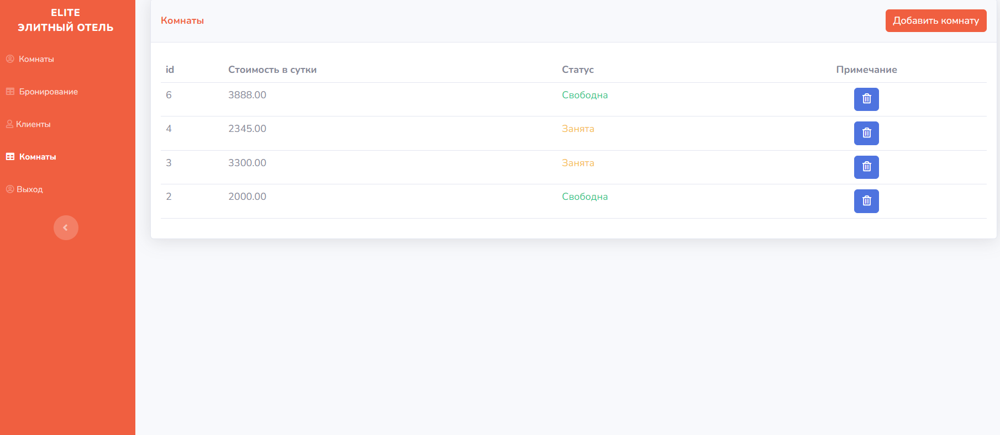 ELITE
ЭЛИТНЫЙ ОТЕЛЬ
Комнаты
Бронирование
Клиенты
Комнаты
Выход
Комнаты
Добавить комнату
id Стоимость в сутки Статус Примечание
6 3888.00 Свободна
4 2345.00 Занята
3 3300.00 Занята
2 2000.00 Свободна